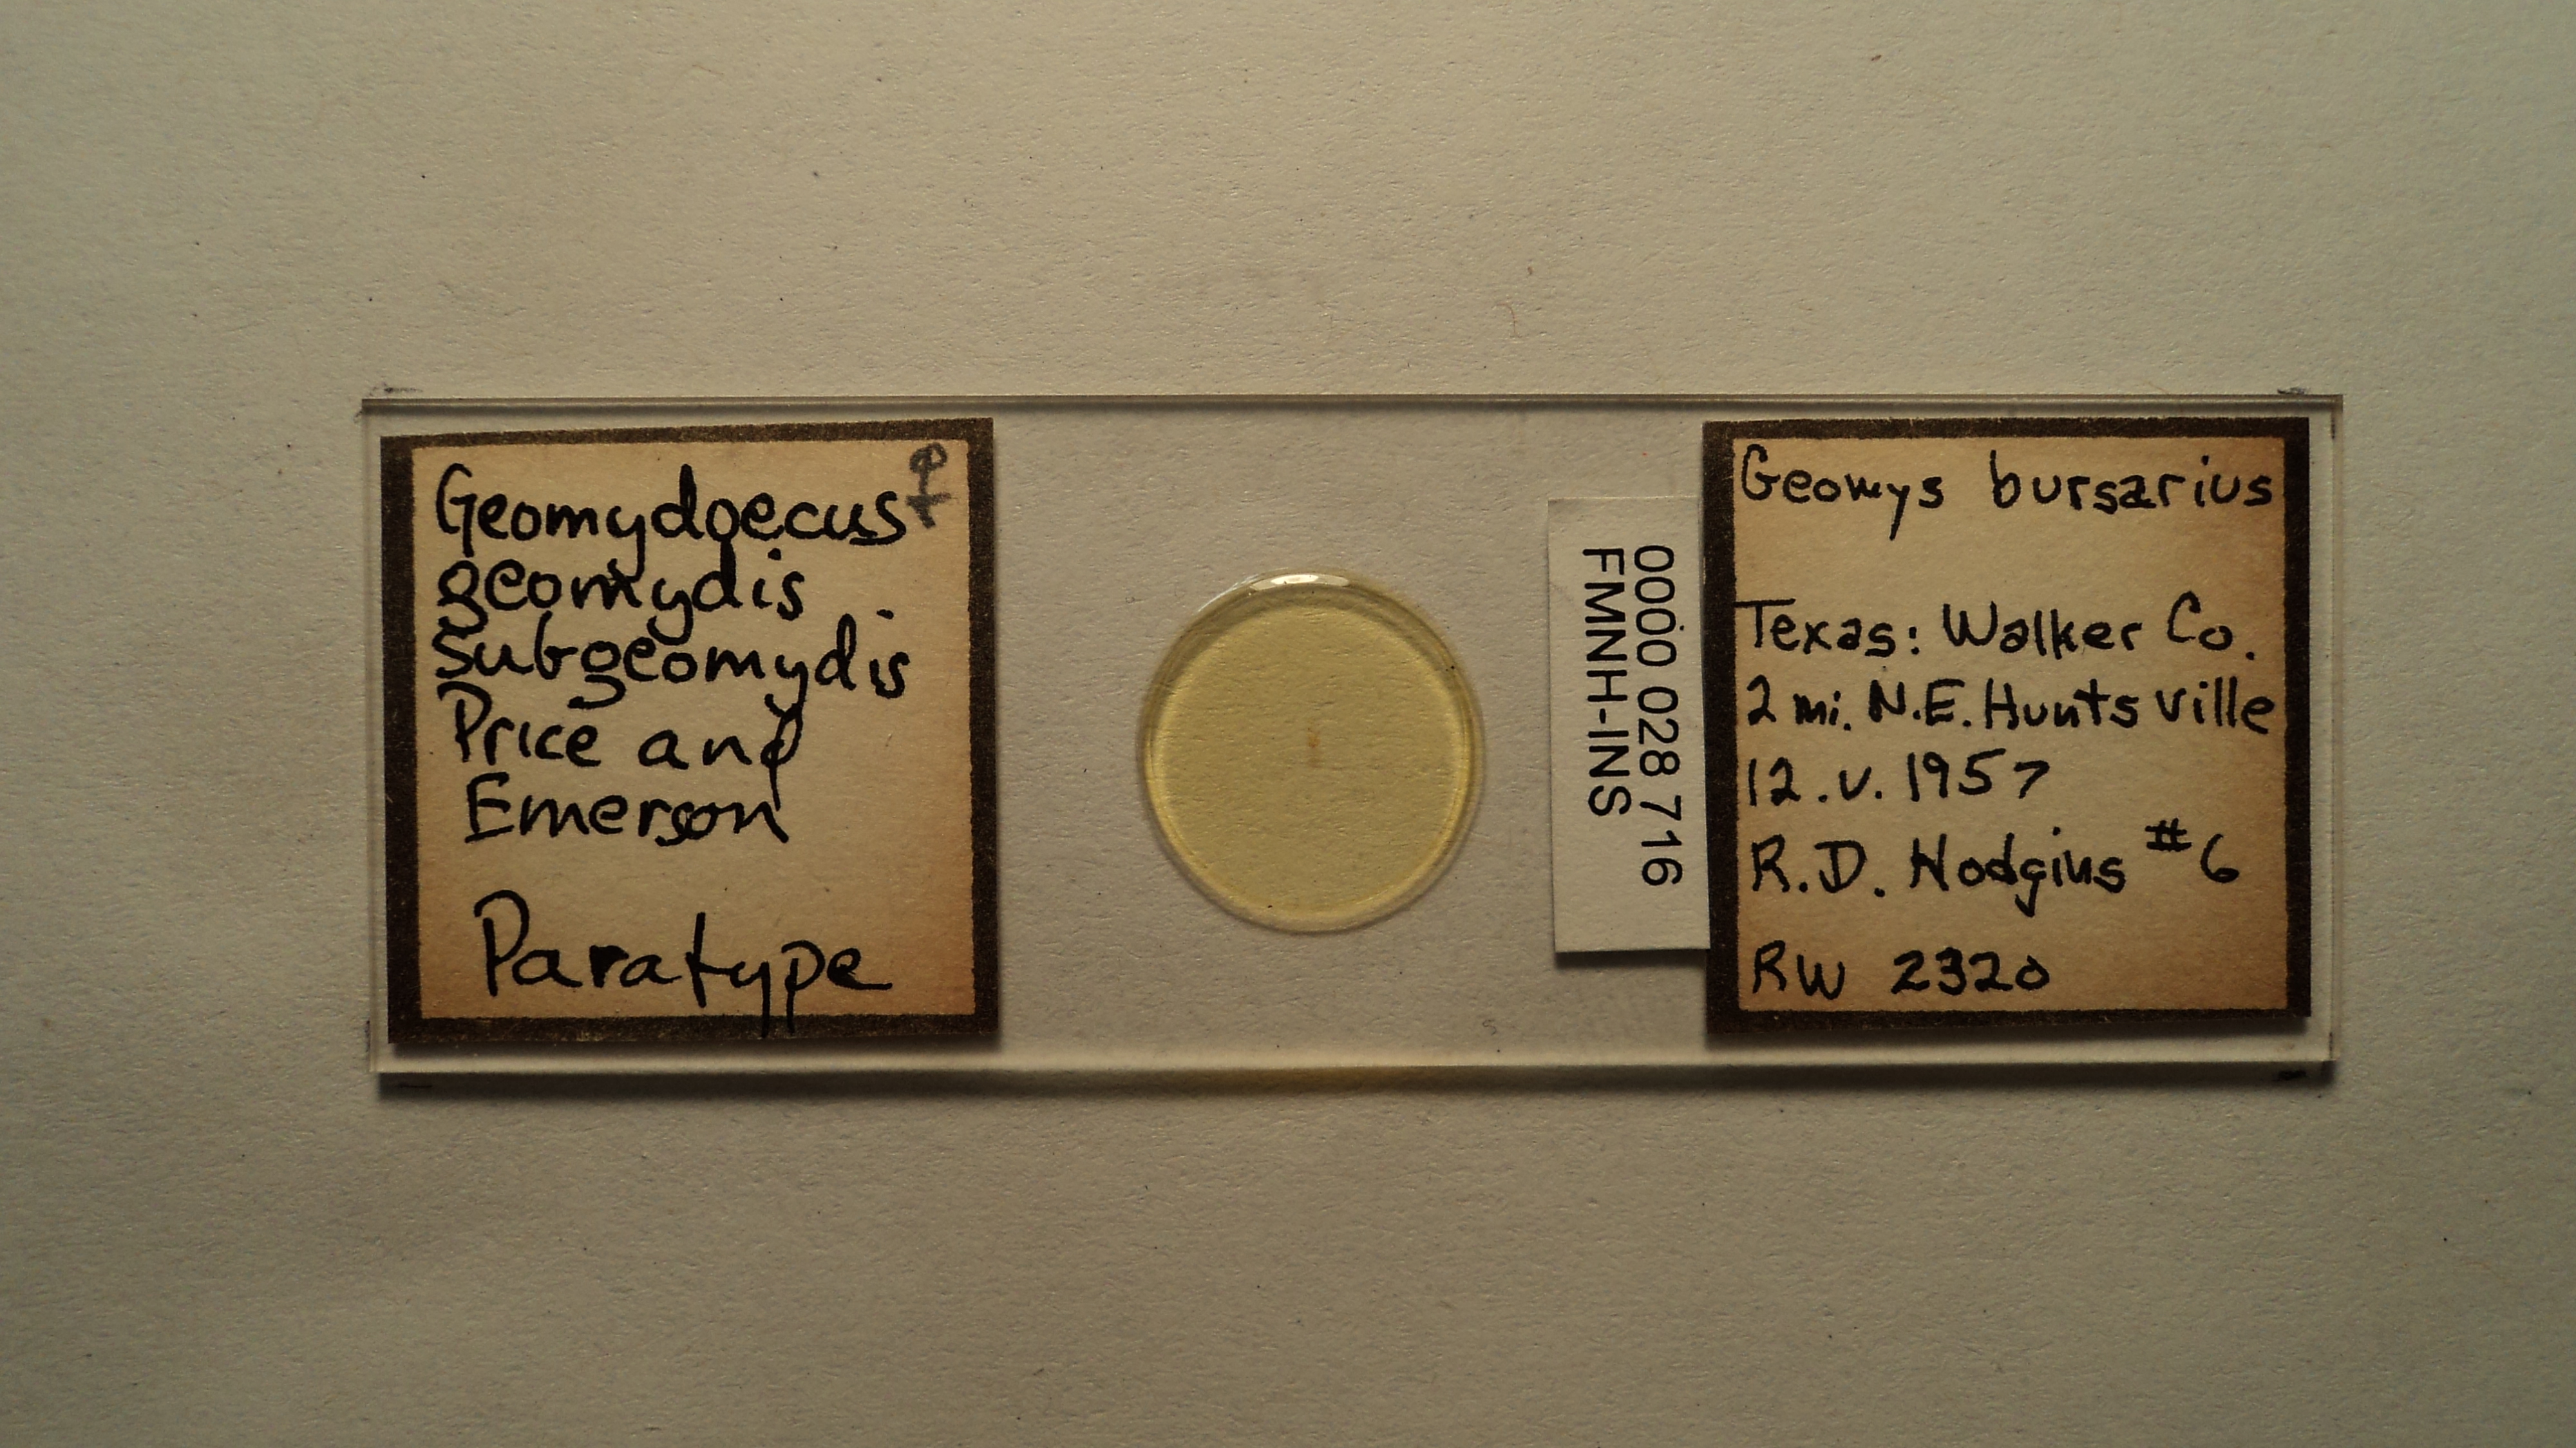 Geomydoecus ♀
geomydis
subgeomydis
Price and
Emerson
Paratype
0000 028 716
FMNH-INS
Geomys bursarius
Texas: Walker Co.
2 mi. N.E. Huntsville
12.v.1957
R.D. Hodgins #6
RW 2320